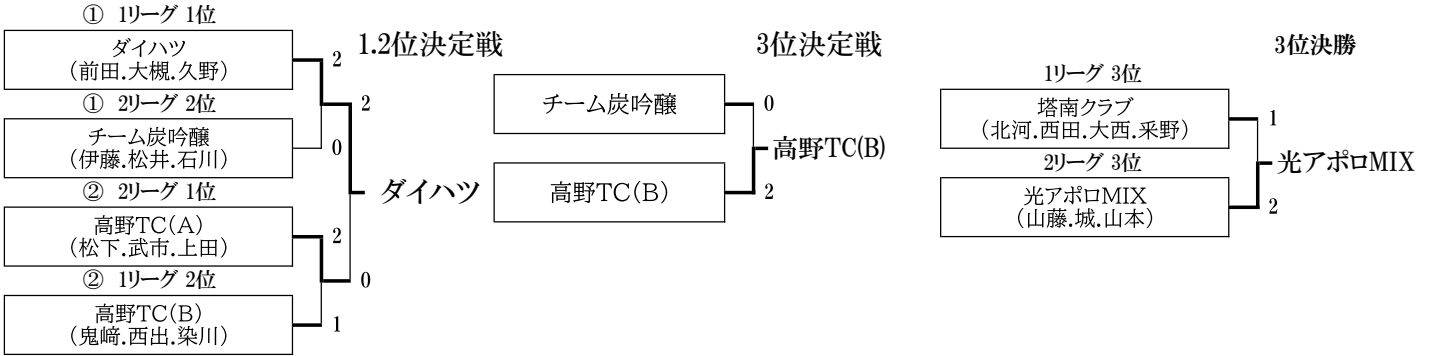 ① 1リーグ 1位
ダイハツ
(前田.大槻.久野)
① 2リーグ 2位
チーム炭吟醸
(伊藤.松井.石川)
② 2リーグ 1位
高野TC(A)
(松下.武市.上田)
② 1リーグ 2位
高野TC(B)
(鬼﨑.西出.染川)
2
0
2
1
2
0
1.2位決定戦
ダイハツ
3位決定戦
チーム炭吟醸
高野TC(B)
0
2
高野TC(B)
3位決勝
1リーグ 3位
塔南クラブ
(北河.西田.大西.采野)
2リーグ 3位
光アポロMIX
(山藤.城.山本)
1
2
光アポロMIX